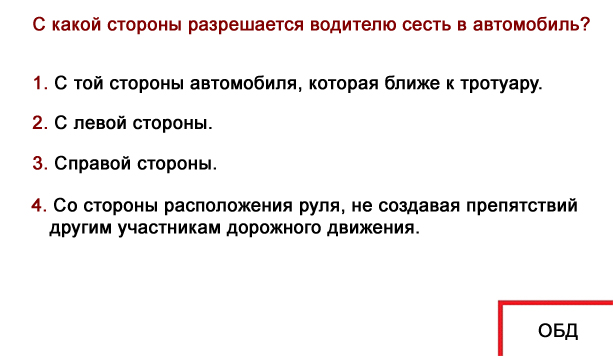 С какой стороны разрешается водителю сесть в автомобиль?
1. С той стороны автомобиля, которая ближе к тротуару.
2. С левой стороны.
3. Справой стороны.
4. Со стороны расположения руля, не создавая препятствий
другим участникам дорожного движения.
ОБД